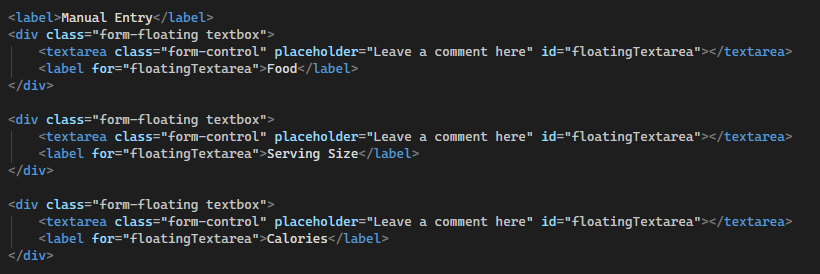 <label>Manual Entry</label>
<div class="form-floating textbox">
    <textarea class="form-control" placeholder="Leave a comment here" id="floatingTextarea"></textarea>
    <label for="floatingTextarea">Food</label>
</div>

<div class="form-floating textbox">
    <textarea class="form-control" placeholder="Leave a comment here" id="floatingTextarea"></textarea>
    <label for="floatingTextarea">Serving Size</label>
</div>

<div class="form-floating textbox">
    <textarea class="form-control" placeholder="Leave a comment here" id="floatingTextarea"></textarea>
    <label for="floatingTextarea">Calories</label>
</div>